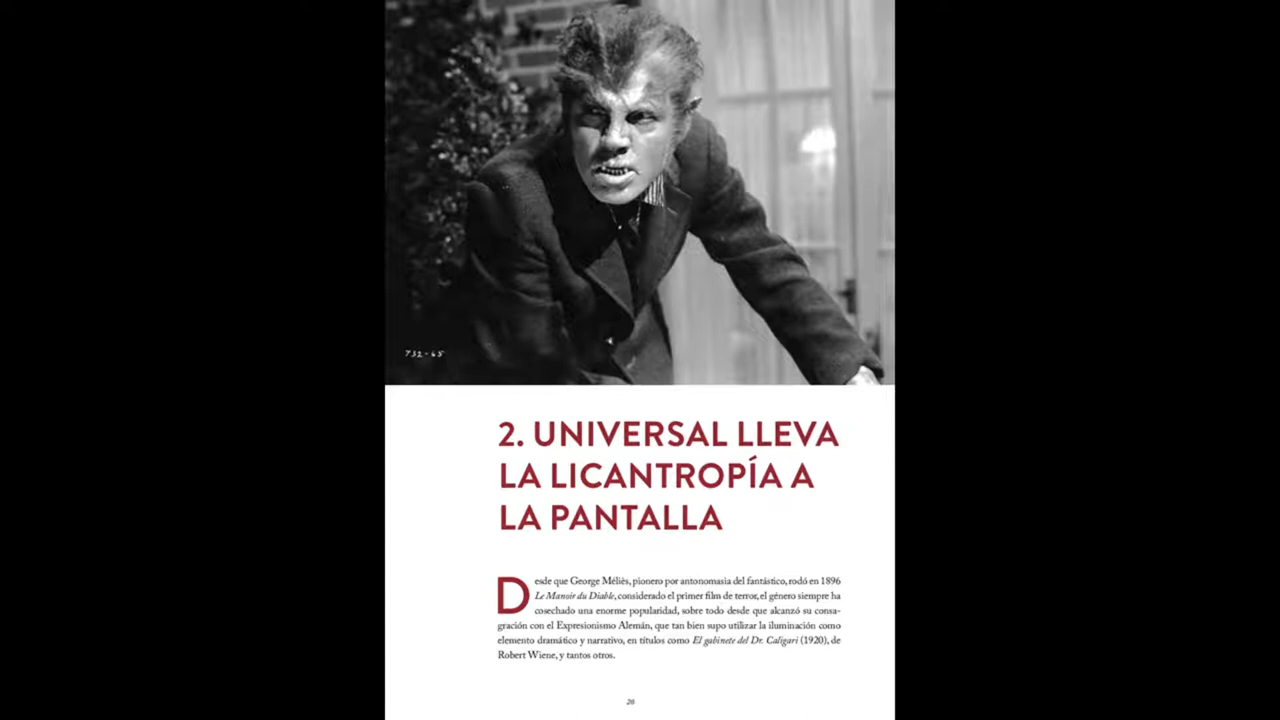 732-65
2. UNIVERSAL LLEVA
LA LICANTROPÍA A
LA PANTALLA
Desde que George Méliès, pionero por antonomasia del fantástico, rodó en 1896
Le Manoir du Diable, considerado el primer film de terror, el género siempre ha
cosechado una enorme popularidad, sobre todo desde que alcanzó su consa-
gración con el Expresionismo Alemán, que tan bien supo utilizar la iluminación como
elemento dramático y narrativo, en títulos como El gabinete del Dr. Caligari (1920), de
Robert Wiene, y tantos otros.
20